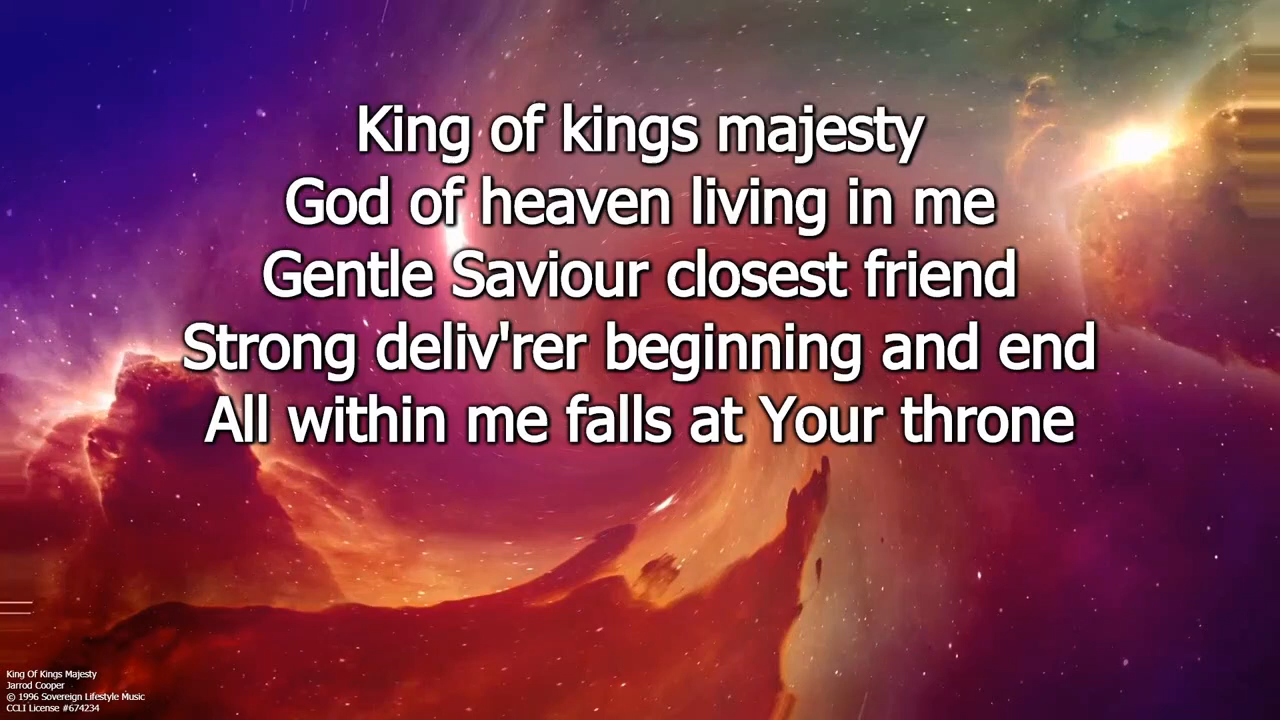 King of kings majesty
God of heaven living in me
Gentle Saviour closest friend
Strong deliv'rer beginning and end
All within me falls at Your throne
King Of Kings Majesty
Jarrod Cooper
© 1996 Sovereign Lifestyle Music
CCLI License #674234